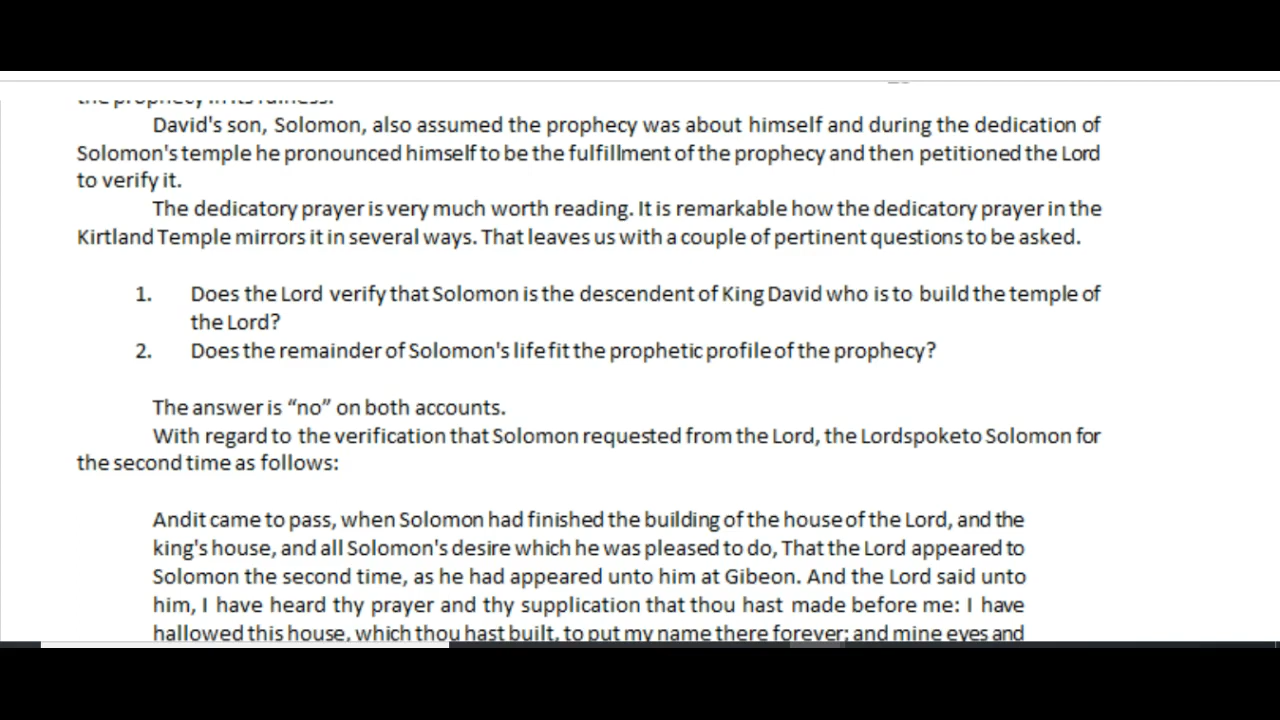 the prophecy in its fulness.
David's son, Solomon, also assumed the prophecy was about himself and during the dedication of
Solomon's temple he pronounced himself to be the fulfillment of the prophecy and then petitioned the Lord
to verify it.
The dedicatory prayer is very much worth reading. It is remarkable how the dedicatory prayer in the
Kirtland Temple mirrors it in several ways. That leaves us with a couple of pertinent questions to be asked.
1. Does the Lord verify that Solomon is the descendent of King David who is to build the temple of
the Lord?
2. Does the remainder of Solomon's life fit the prophetic profile of the prophecy?
The answer is “no” on both accounts.
With regard to the verification that Solomon requested from the Lord, the Lordspoketo Solomon for
the second time as follows:
Andit came to pass, when Solomon had finished the building of the house of the Lord, and the
king's house, and all Solomon's desire which he was pleased to do, That the Lord appeared to
Solomon the second time, as he had appeared unto him at Gibeon. And the Lord said unto
him, I have heard thy prayer and thy supplication that thou hast made before me: I have
hallowed this house, which thou hast built, to put my name there forever; and mine eyes and